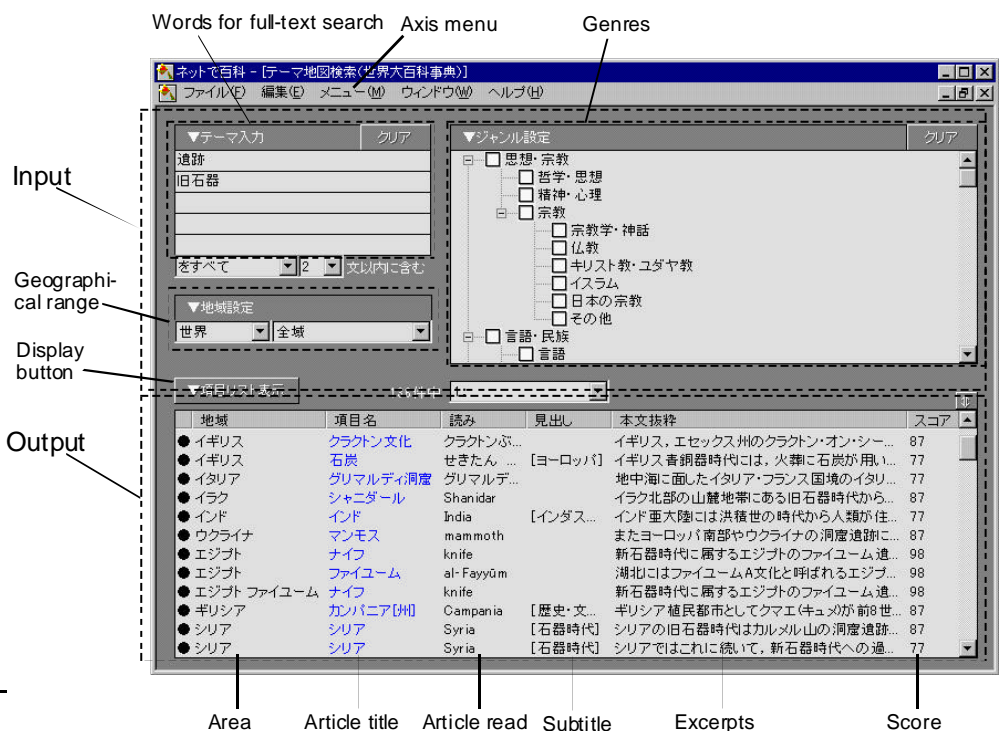 Words for full-text search Axis menu Genres
ネットで百科 - [テーマ地図検索(世界大百科事典)]
ファイル(F) 編集(E) メニュー(M) ウィンドウ(W) ヘルプ(H)
▼テーマ入力 クリア ▼ジャンル設定 クリア
Input
遺跡
旧石器
思想・宗教
哲学・思想
精神・心理
宗教
宗教学・神話
仏教
キリスト教・ユダヤ教
イスラム
日本の宗教
その他
言語・民族
言語
をすべて 2 文以内に含む
Geographi-
cal range
▼地域設定
世界 全域
Display
button
▼項目リスト表示
Output
地域 項目名 読み 見出し 本文抜粋 スコア
イギリス クラクトン文化 クラクトンぶ... イギリス，エセックス州のクラクトン・オン・シー... 87
イギリス 石炭 せきたん ... [ヨーロッパ] イギリス青銅器時代には，火葬に石炭が用い... 77
イタリア グリマルディ洞窟 グリマルデ... 地中海に面したイタリア・フランス国境のイタリ... 77
イラク シャニダール Shanidar イラク北部の山麓地帯にある旧石器時代から... 87
インド インド India [インダス... インド亜大陸には洪積世の時代から人類が住... 77
ウクライナ マンモス mammoth またヨーロッパ南部やウクライナの洞窟遺跡に... 87
エジプト ナイフ knife 新石器時代に属するエジプトのファイユーム遺... 98
エジプト ファイユーム al-Fayyūm 湖北にはファイユームA文化と呼ばれるエジプ... 98
エジプト ファイユーム ナイフ knife 新石器時代に属するエジプトのファイユーム遺... 98
ギリシア カンパニア[州] Campania [歴史・文... ギリシア植民都市としてクマエ(キュメ)が前8世... 87
シリア シリア Syria [石器時代] シリアの旧石器時代はカルメル山の洞窟遺跡... 87
シリア シリア Syria [石器時代] シリアではこれに続いて，新石器時代への過... 77
Area Article title Article read Subtitle Excerpts Score